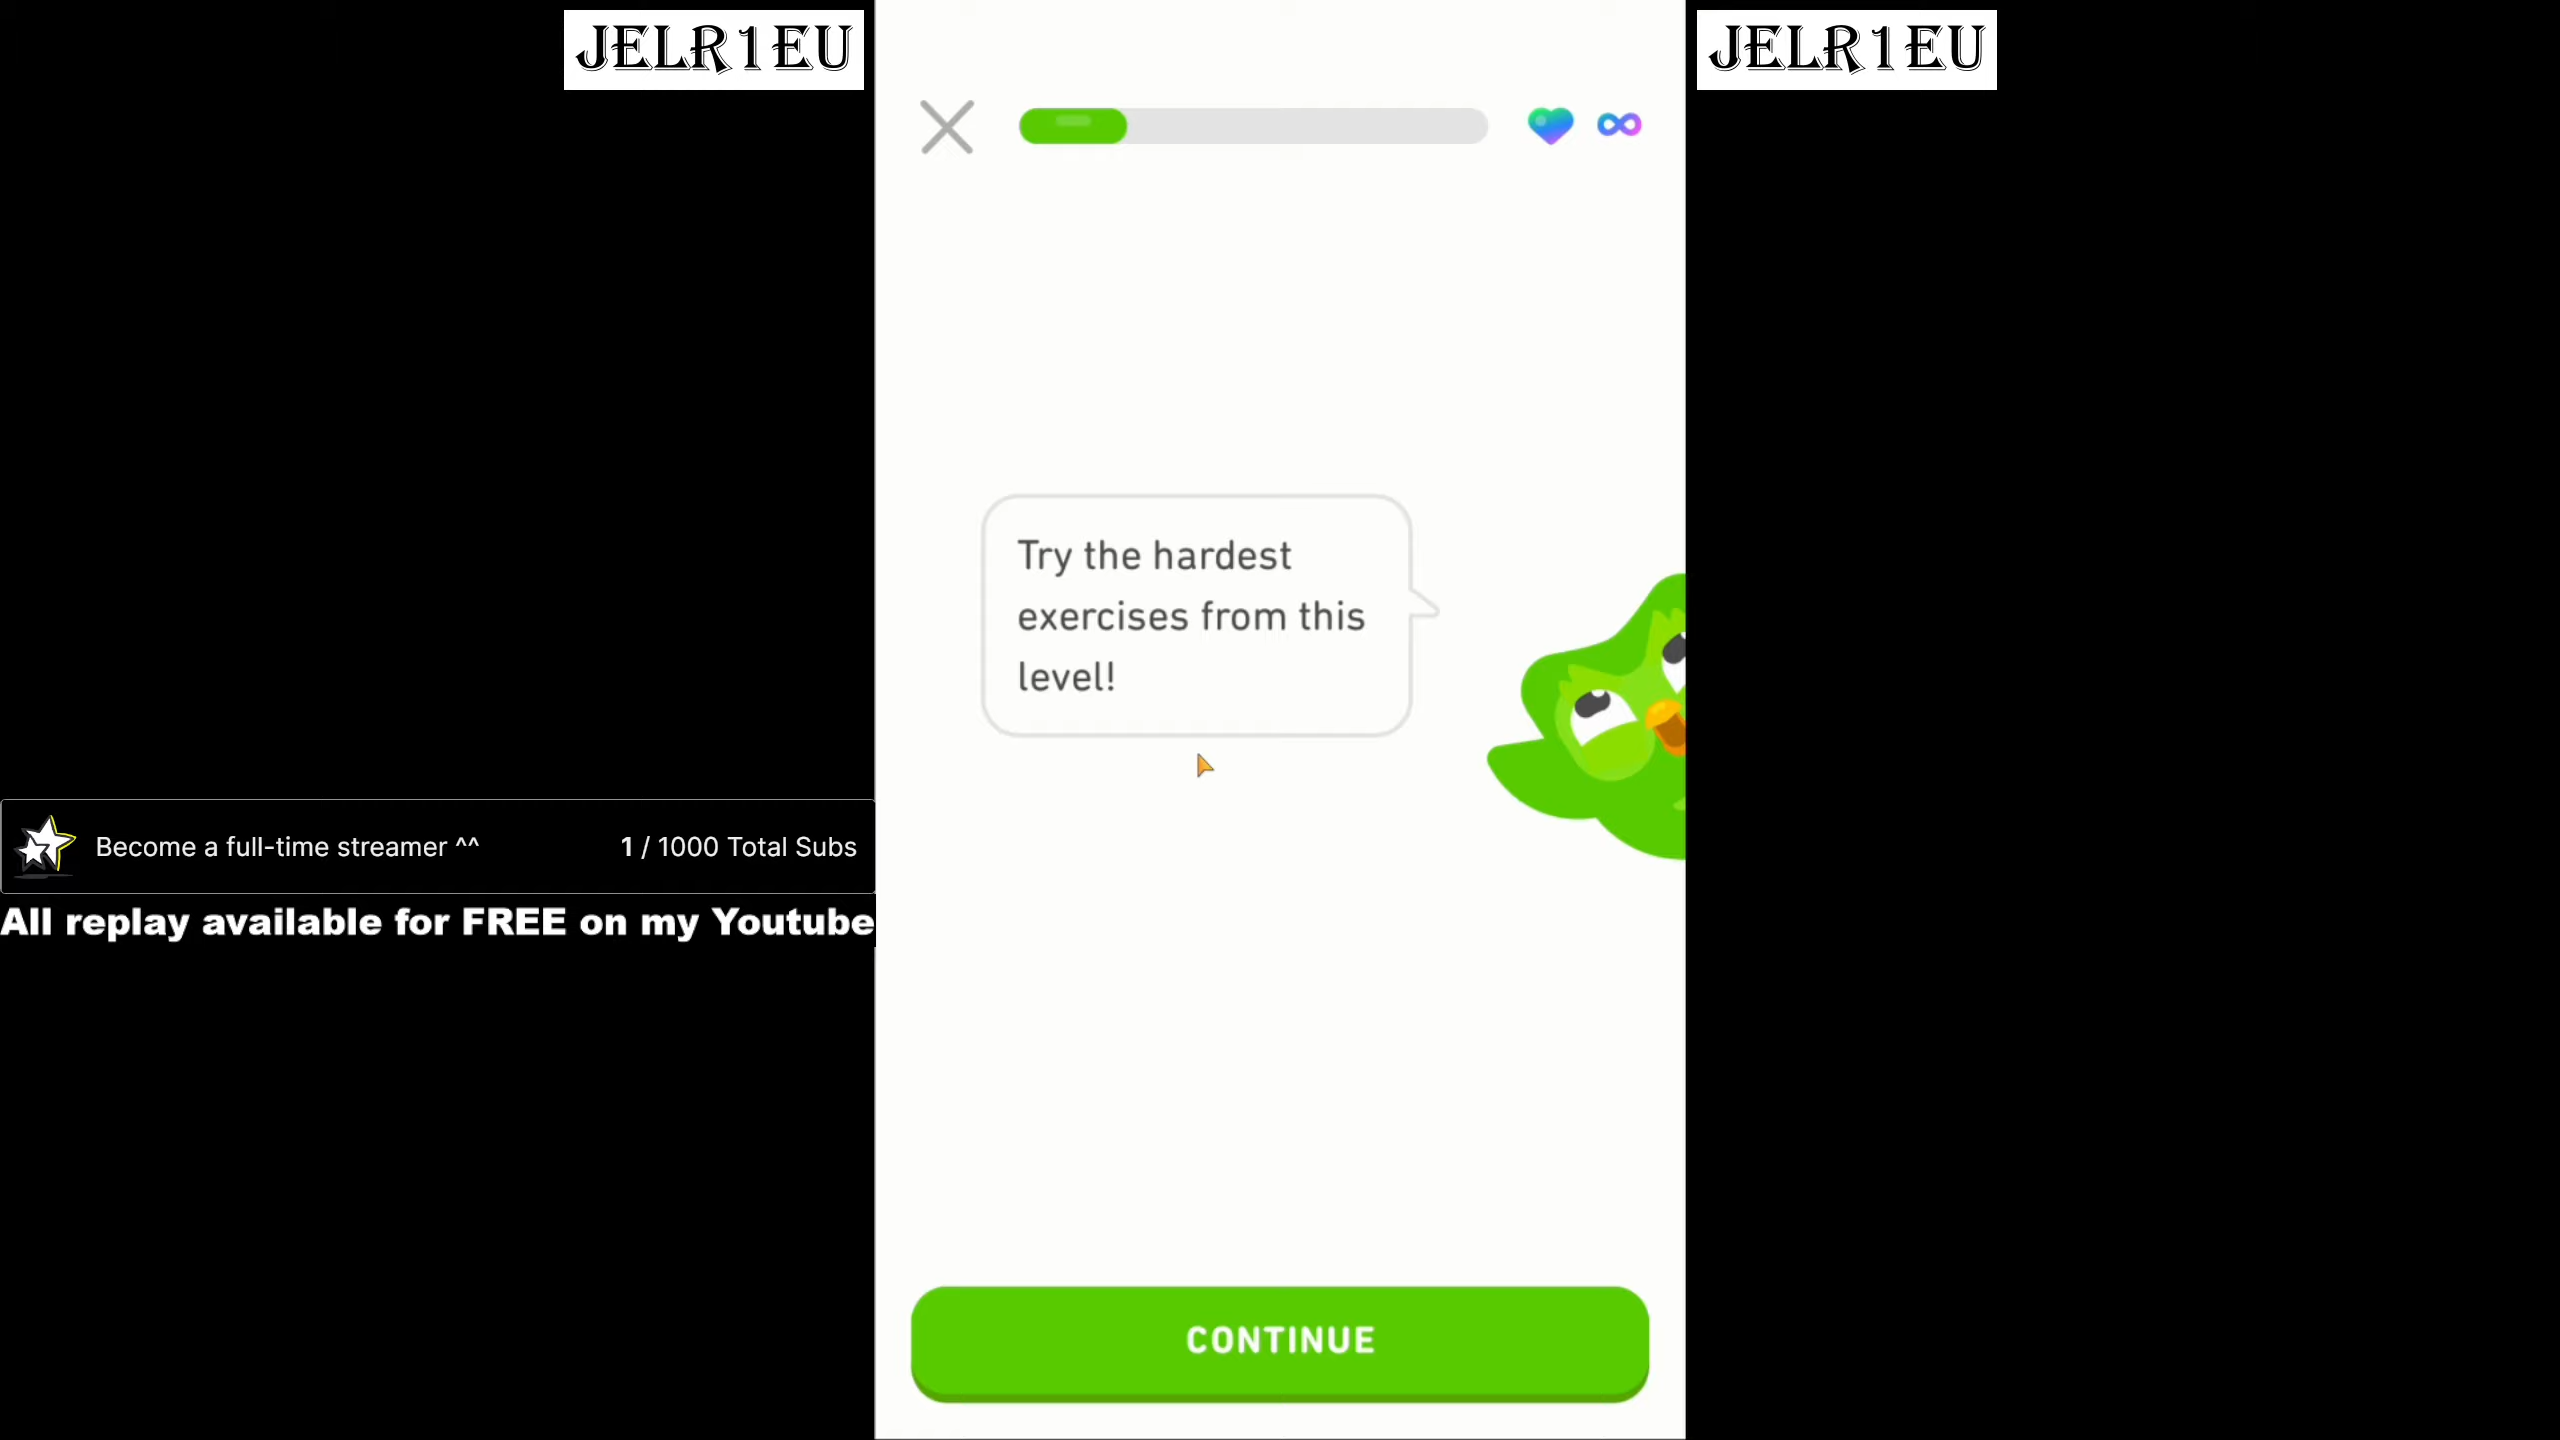 JELR1EU
JELR1EU
Try the hardest
exercises from this
level!
Become a full-time streamer ^^
1 / 1000 Total Subs
All replay available for FREE on my Youtube
CONTINUE